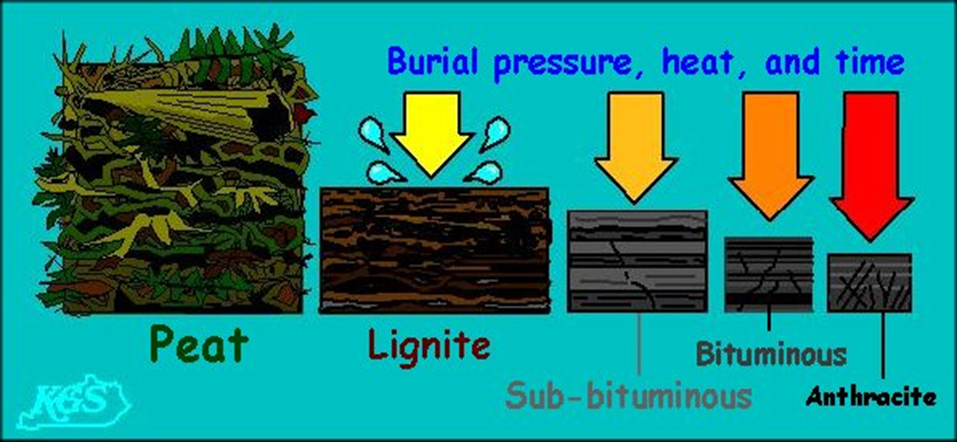 Burial pressure, heat, and time
Peat
Lignite
Sub-bituminous
Bituminous
Anthracite
KGS